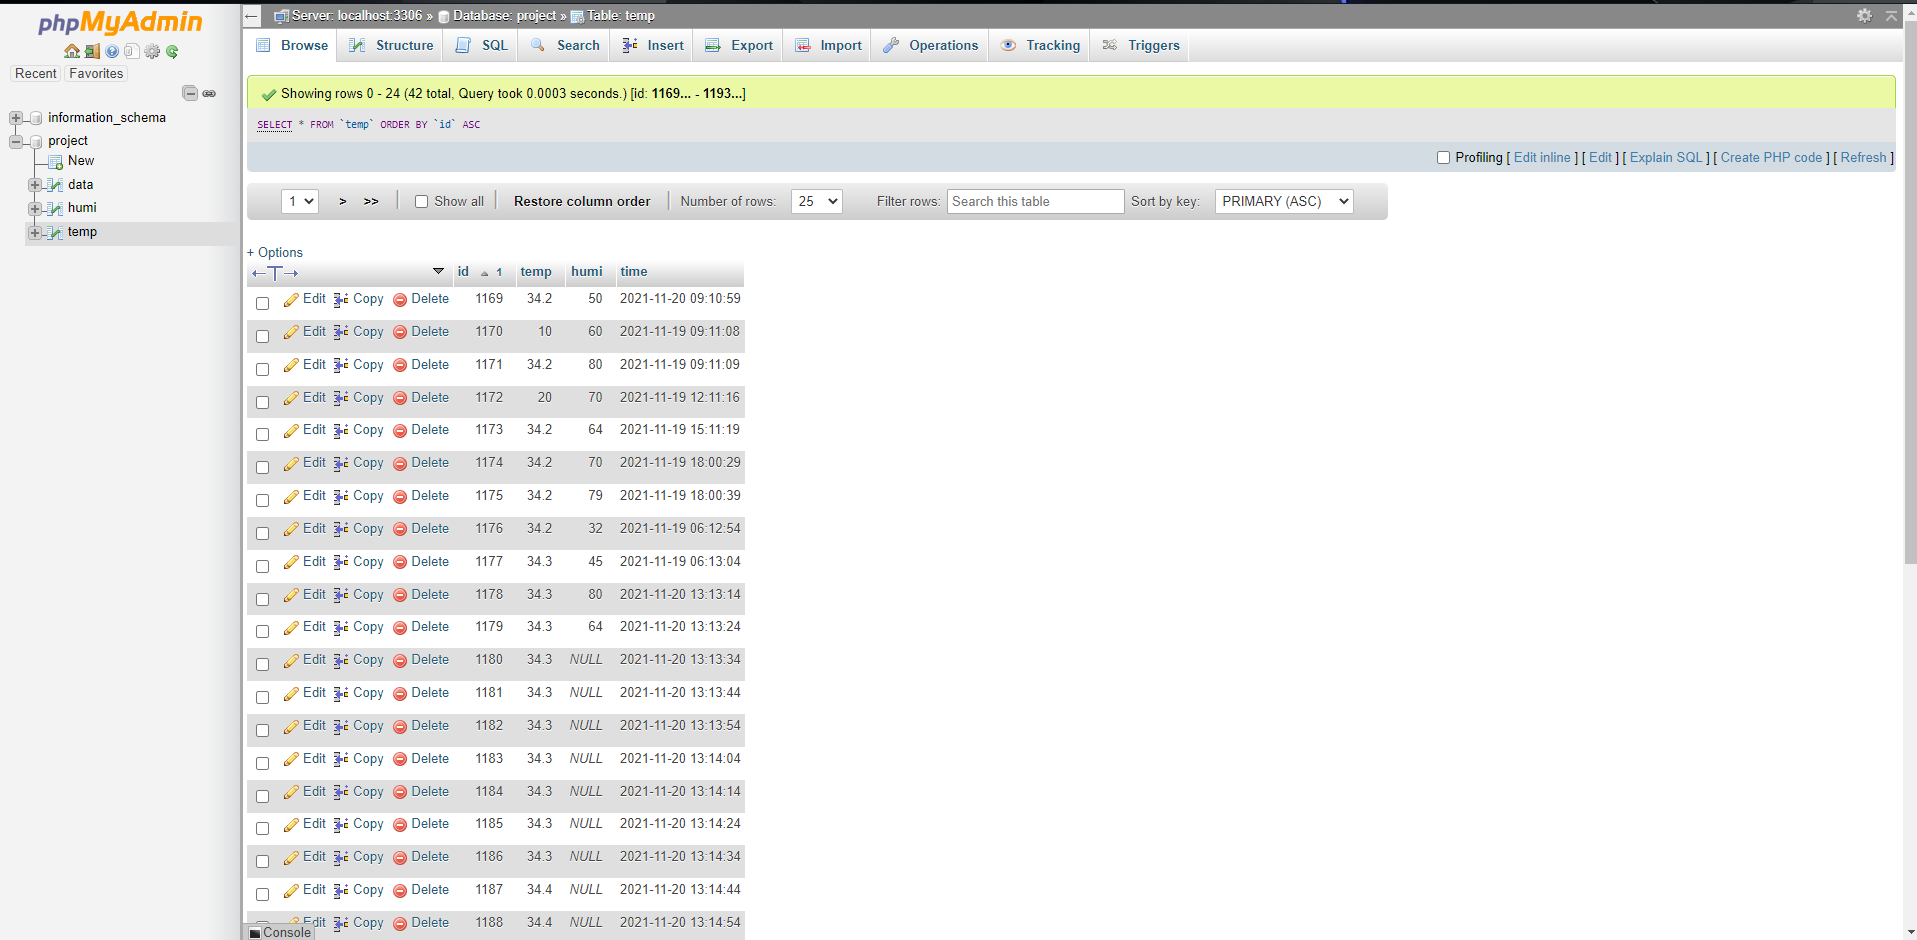 phpMyAdmin
Recent Favorites
information_schema
project
New
data
humi
temp
Server: localhost:3306 » Database: project » Table: temp
Browse Structure SQL Search Insert Export Import Operations Tracking Triggers
Showing rows 0 - 24 (42 total, Query took 0.0003 seconds.) [id: 1169... - 1193...]
SELECT * FROM `temp` ORDER BY `id` ASC
Profiling [ Edit inline ] [ Edit ] [ Explain SQL ] [ Create PHP code ] [ Refresh ]
1 > >> Show all Restore column order Number of rows: 25 Filter rows: Search this table Sort by key: PRIMARY (ASC)
+ Options
←T→ id 1 temp humi time
Edit Copy Delete 1169 34.2 50 2021-11-20 09:10:59
Edit Copy Delete 1170 10 60 2021-11-19 09:11:08
Edit Copy Delete 1171 34.2 80 2021-11-19 09:11:09
Edit Copy Delete 1172 20 70 2021-11-19 12:11:16
Edit Copy Delete 1173 34.2 64 2021-11-19 15:11:19
Edit Copy Delete 1174 34.2 70 2021-11-19 18:00:29
Edit Copy Delete 1175 34.2 79 2021-11-19 18:00:39
Edit Copy Delete 1176 34.2 32 2021-11-19 06:12:54
Edit Copy Delete 1177 34.3 45 2021-11-19 06:13:04
Edit Copy Delete 1178 34.3 80 2021-11-20 13:13:14
Edit Copy Delete 1179 34.3 64 2021-11-20 13:13:24
Edit Copy Delete 1180 34.3 NULL 2021-11-20 13:13:34
Edit Copy Delete 1181 34.3 NULL 2021-11-20 13:13:44
Edit Copy Delete 1182 34.3 NULL 2021-11-20 13:13:54
Edit Copy Delete 1183 34.3 NULL 2021-11-20 13:14:04
Edit Copy Delete 1184 34.3 NULL 2021-11-20 13:14:14
Edit Copy Delete 1185 34.3 NULL 2021-11-20 13:14:24
Edit Copy Delete 1186 34.3 NULL 2021-11-20 13:14:34
Edit Copy Delete 1187 34.4 NULL 2021-11-20 13:14:44
Edit Copy Delete 1188 34.4 NULL 2021-11-20 13:14:54
Console